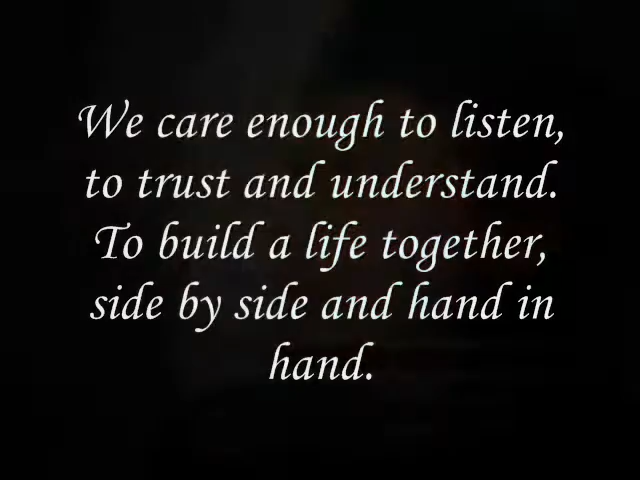 We care enough to listen,
to trust and understand.
To build a life together,
side by side and hand in
hand.